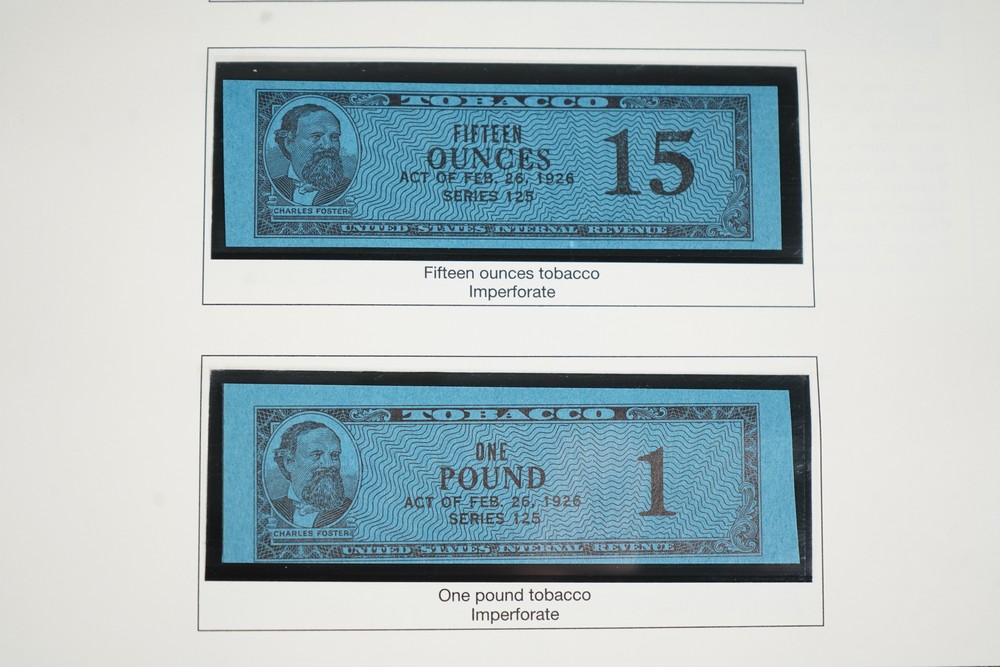 TOBACCO
FIFTEEN
OUNCES
15
ACT OF FEB. 26, 1926
SERIES 125
CHARLES FOSTER
UNITED STATES INTERNAL REVENUE
Fifteen ounces tobacco
Imperforate
TOBACCO
ONE
POUND
1
ACT OF FEB. 26, 1926
SERIES 125
CHARLES FOSTER
UNITED STATES INTERNAL REVENUE
One pound tobacco
Imperforate